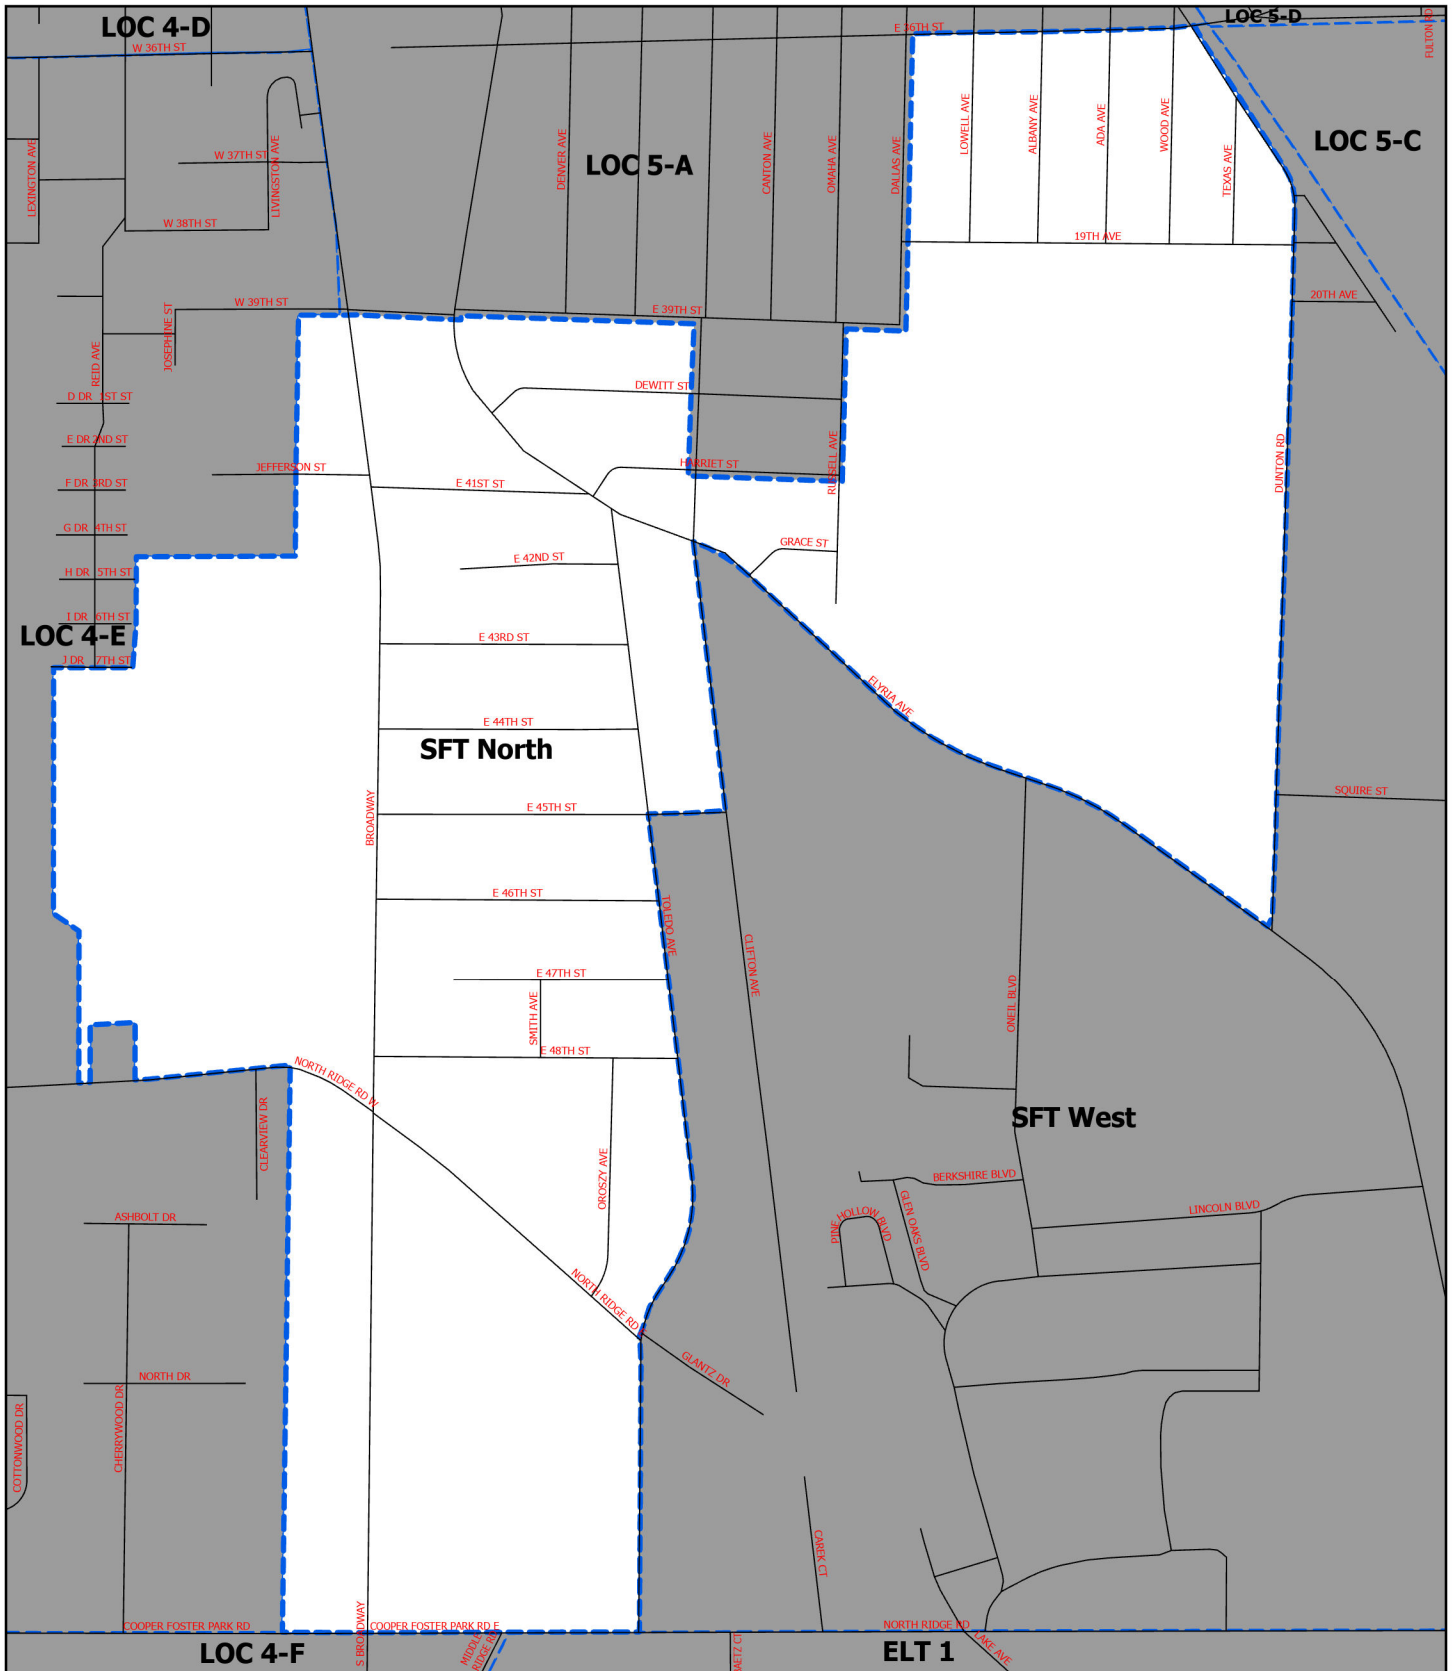 LOC 4-D
LOC 5-D
W 36TH ST
E 36TH ST
FULTON RD
LEXINGTON AVE
LIVINGSTON AVE
W 37TH ST
W 38TH ST
DENVER AVE
LOC 5-A
CANTON AVE
OMAHA AVE
DALLAS AVE
LOWELL AVE
ALBANY AVE
ADA AVE
WOOD AVE
TEXAS AVE
LOC 5-C
19TH AVE
20TH AVE
W 39TH ST
E 39TH ST
JOSEPHINE ST
REID AVE
D DR 1ST ST
E DR 2ND ST
F DR 3RD ST
G DR 4TH ST
H DR 5TH ST
I DR 6TH ST
LOC 4-E
J DR 7TH ST
DEWITT ST
HARRIET ST
RUSSELL AVE
JEFFERSON ST
E 41ST ST
GRACE ST
E 42ND ST
DUNTON RD
E 43RD ST
ELYRIA AVE
E 44TH ST
SFT North
BROADWAY
E 45TH ST
SQUIRE ST
E 46TH ST
TOLEDO AVE
CLIFTON AVE
E 47TH ST
SMITH AVE
ONEIL BLVD
E 48TH ST
NORTH RIDGE RD W
CLEARVIEW DR
SFT West
OROSZY AVE
BERKSHIRE BLVD
GLEN OAKS BLVD
PINE HOLLOW BLVD
LINCOLN BLVD
ASHBOLT DR
NORTH RIDGE RD
GLANTZ DR
NORTH DR
CHERRYWOOD DR
COTTONWOOD DR
CAREK CT
COOPER FOSTER PARK RD
S BROADWAY
COOPER FOSTER PARK RD E
NORTH RIDGE RD
LOC 4-F
MIDDLE
RIDGE RD
BAETZ CT
ELT 1
LAKE AVE